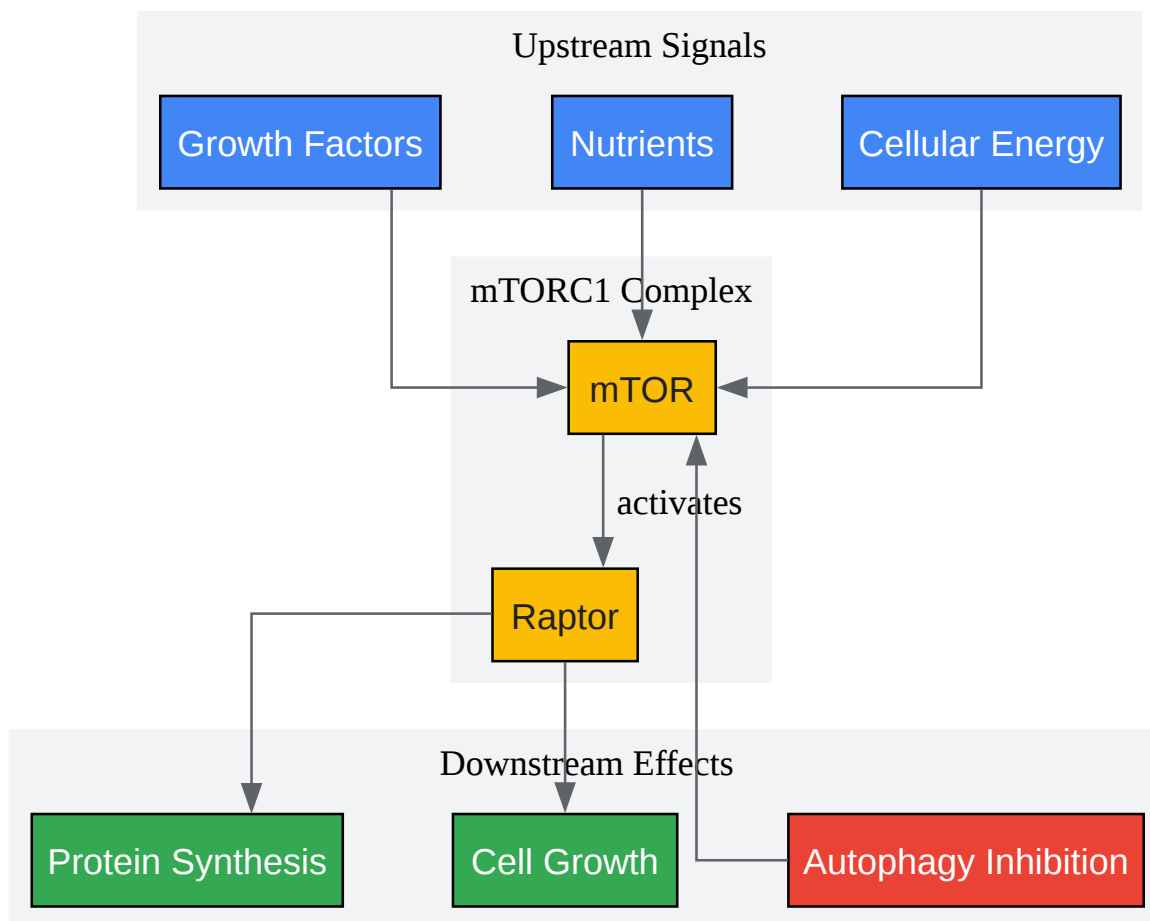 Upstream Signals
Growth Factors
Nutrients
Cellular Energy
mTORC1 Complex
mTOR
activates
Raptor
Downstream Effects
Protein Synthesis
Cell Growth
Autophagy Inhibition